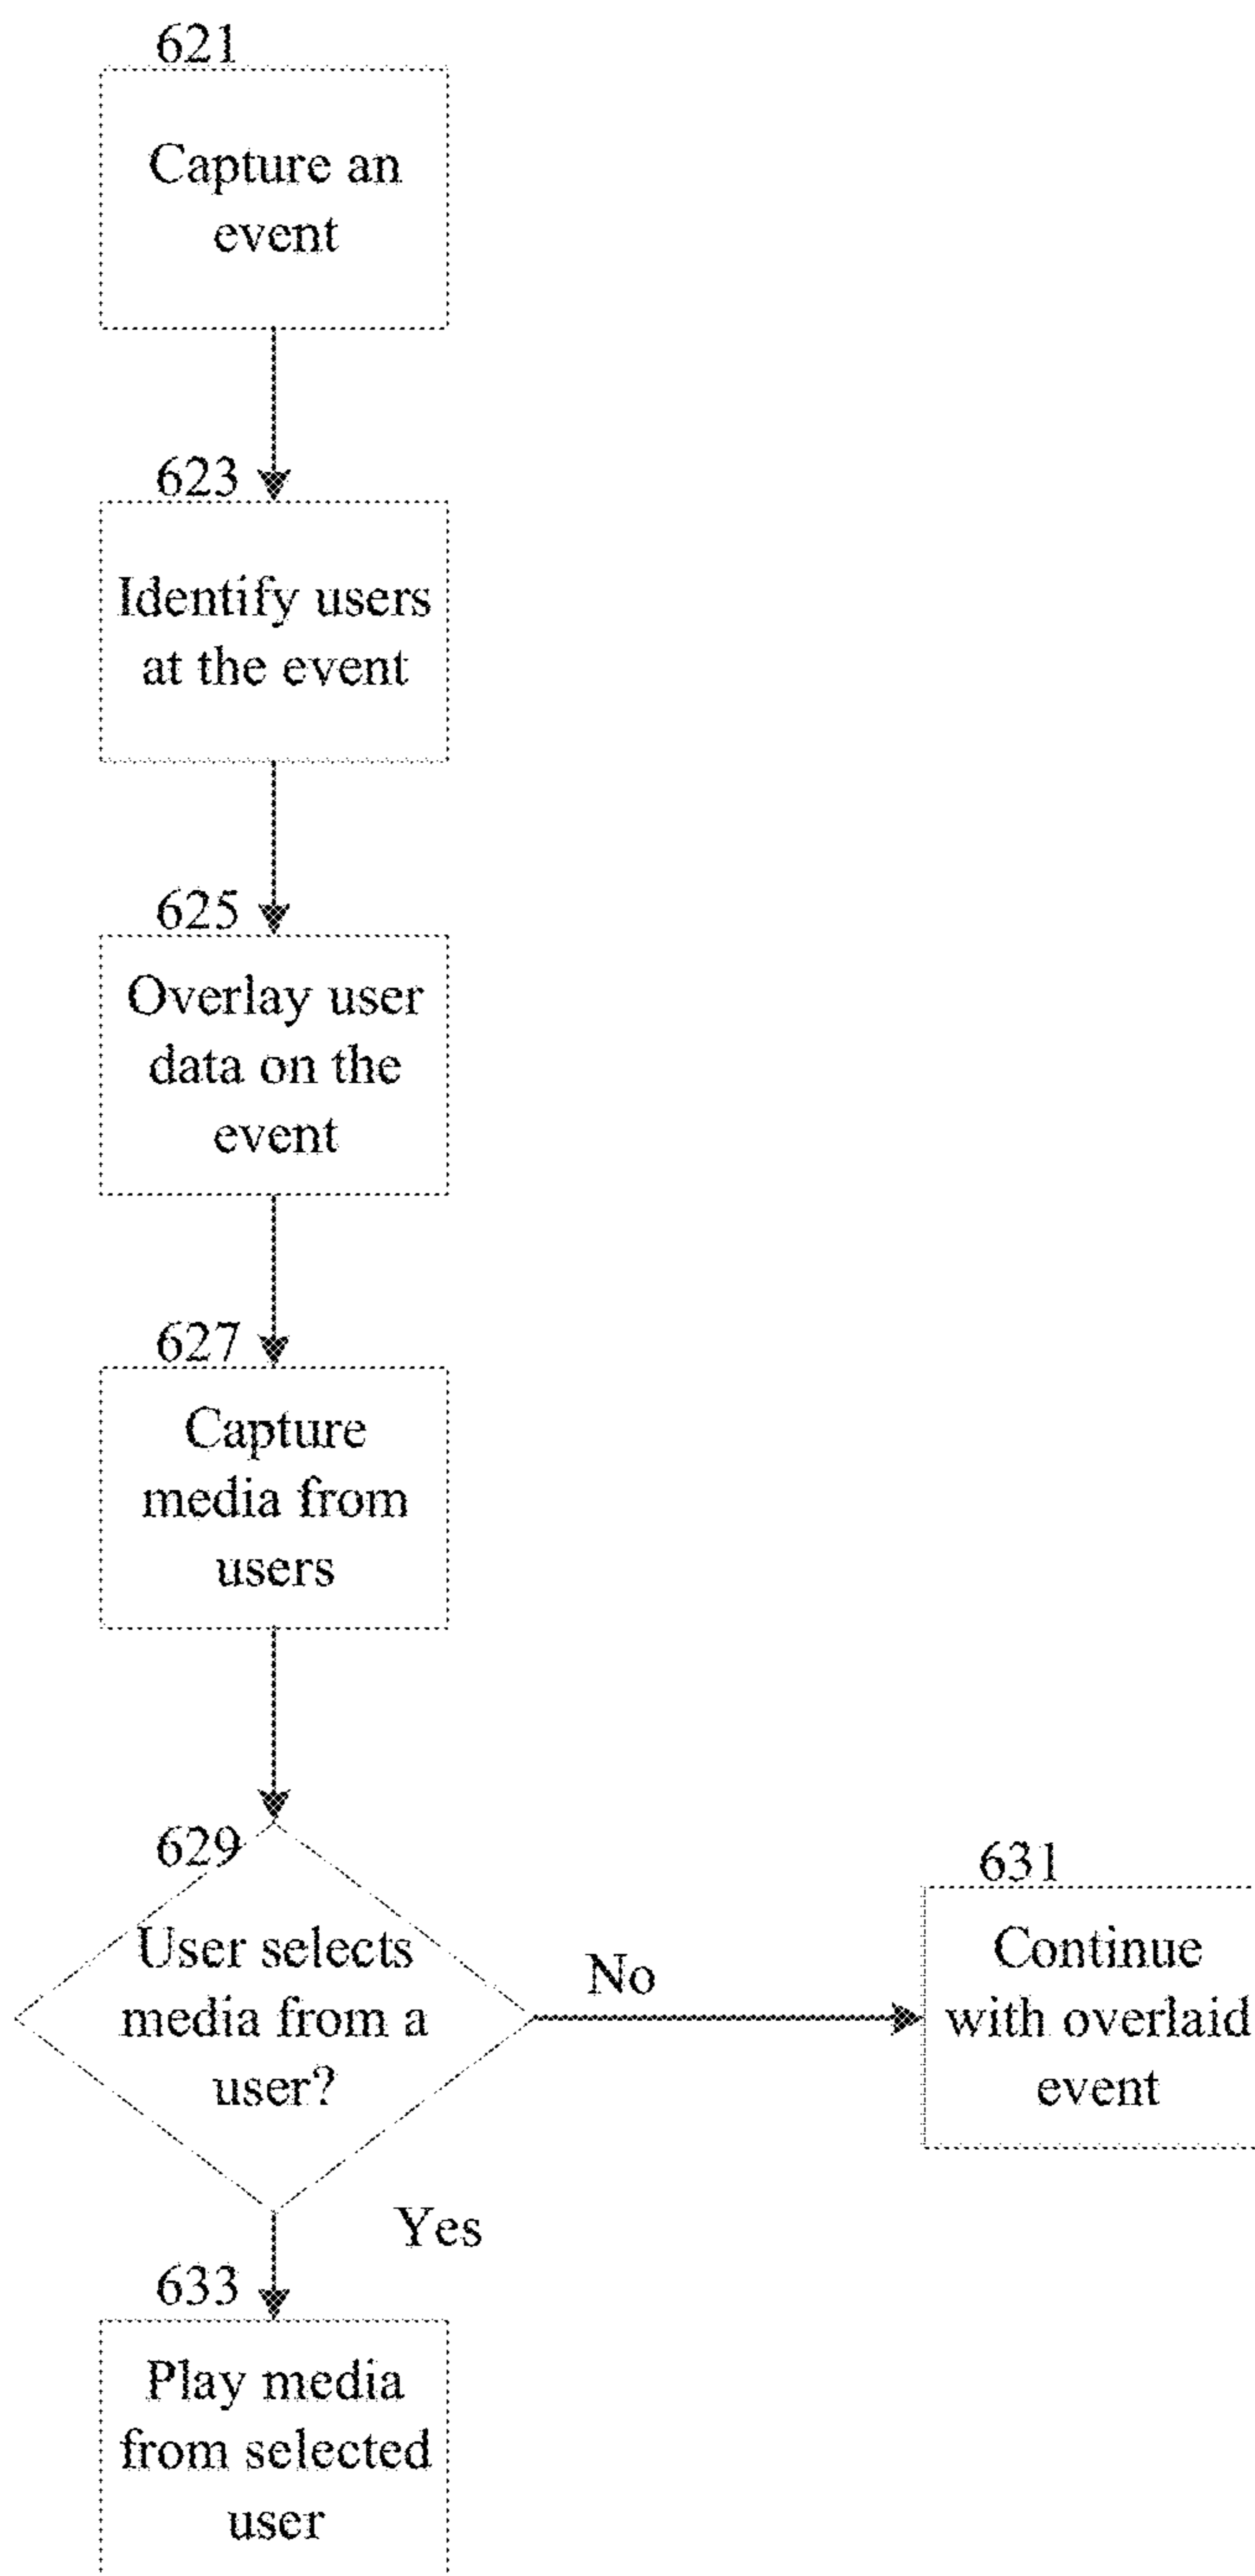 621
Capture an
event
623
Identify users
at the event
625
Overlay user
data on the
event
627
Capture
media from
users
629
User selects
media from a
user?
No
631
Continue
with overlaid
event
Yes
633
Play media
from selected
user